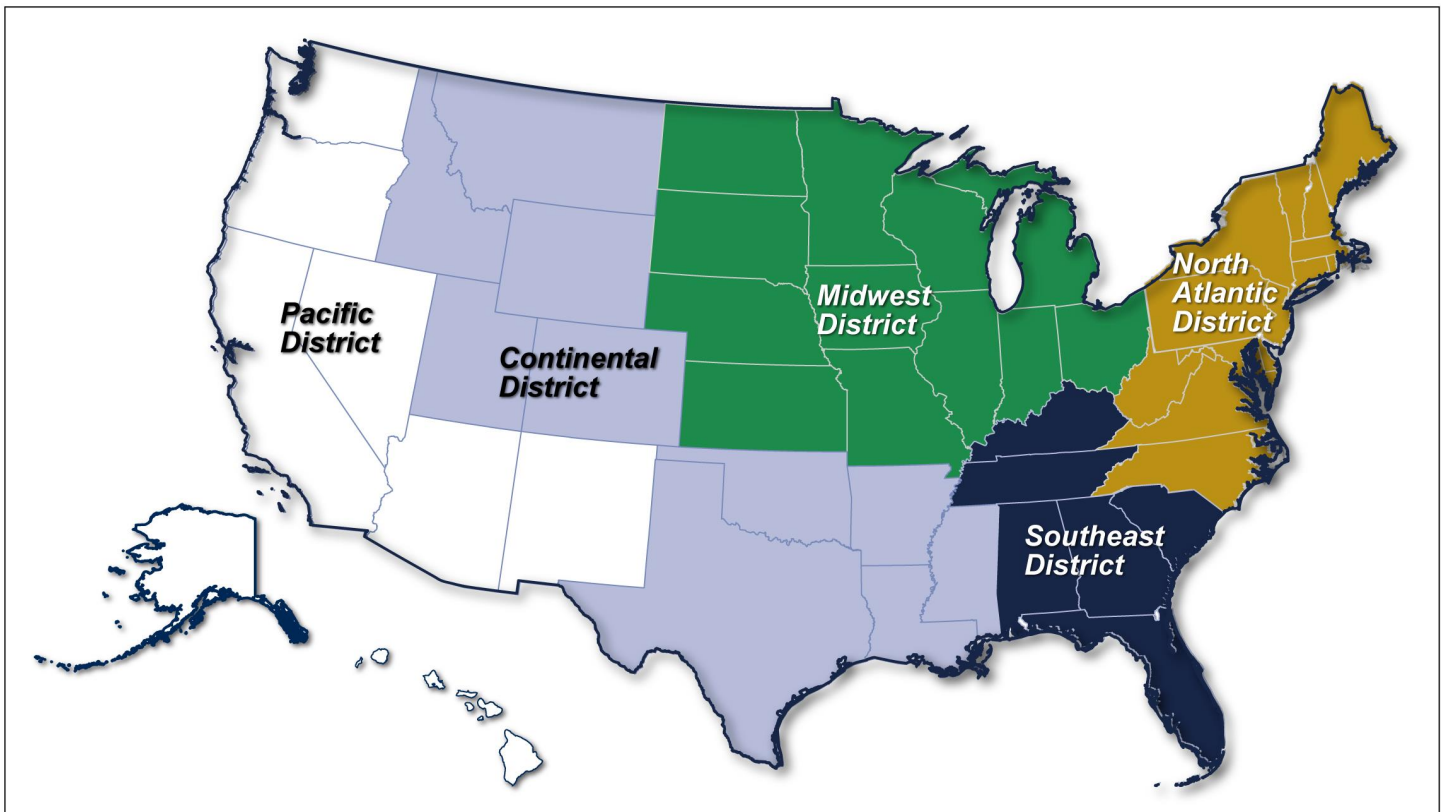 Pacific
District
Continental
District
Midwest
District
North
Atlantic
District
Southeast
District